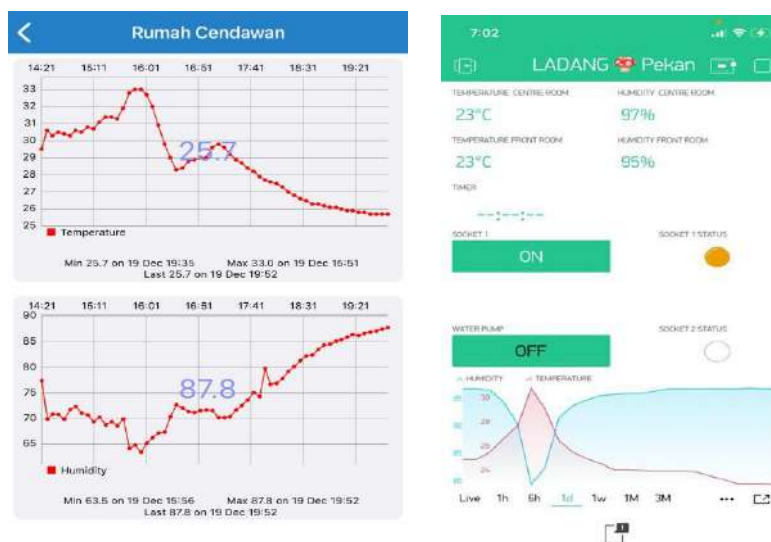 Rumah Cendawan
14:21 15:11 16:01 16:51 17:41 18:31 19:21
33
32
31
30
29
28
27
26
25
25.7
Temperature
Min 25.7 on 19 Dec 19:35 Max 33.0 on 19 Dec 15:51
Last 25.7 on 19 Dec 19:52
14:21 15:11 16:01 16:51 17:41 18:31 19:21
90
85
80
75
70
65
87.8
Humidity
Min 63.5 on 19 Dec 15:56 Max 87.8 on 19 Dec 19:52
Last 87.8 on 19 Dec 19:52
7:02
LADANG 🍄 Pekan
TEMPERATURE CENTRE ROOM HUMIDITY CENTRE ROOM
23°C 97%
TEMPERATURE FRONT ROOM HUMIDITY FRONT ROOM
23°C 95%
TIMER
--:--:--
SOCKET 1 SOCKET 1 STATUS
ON
WATER PUMP SOCKET 2 STATUS
OFF
HUMIDITY TEMPERATURE
30
28
Live 1h 6h 1d 1w 1M 3M